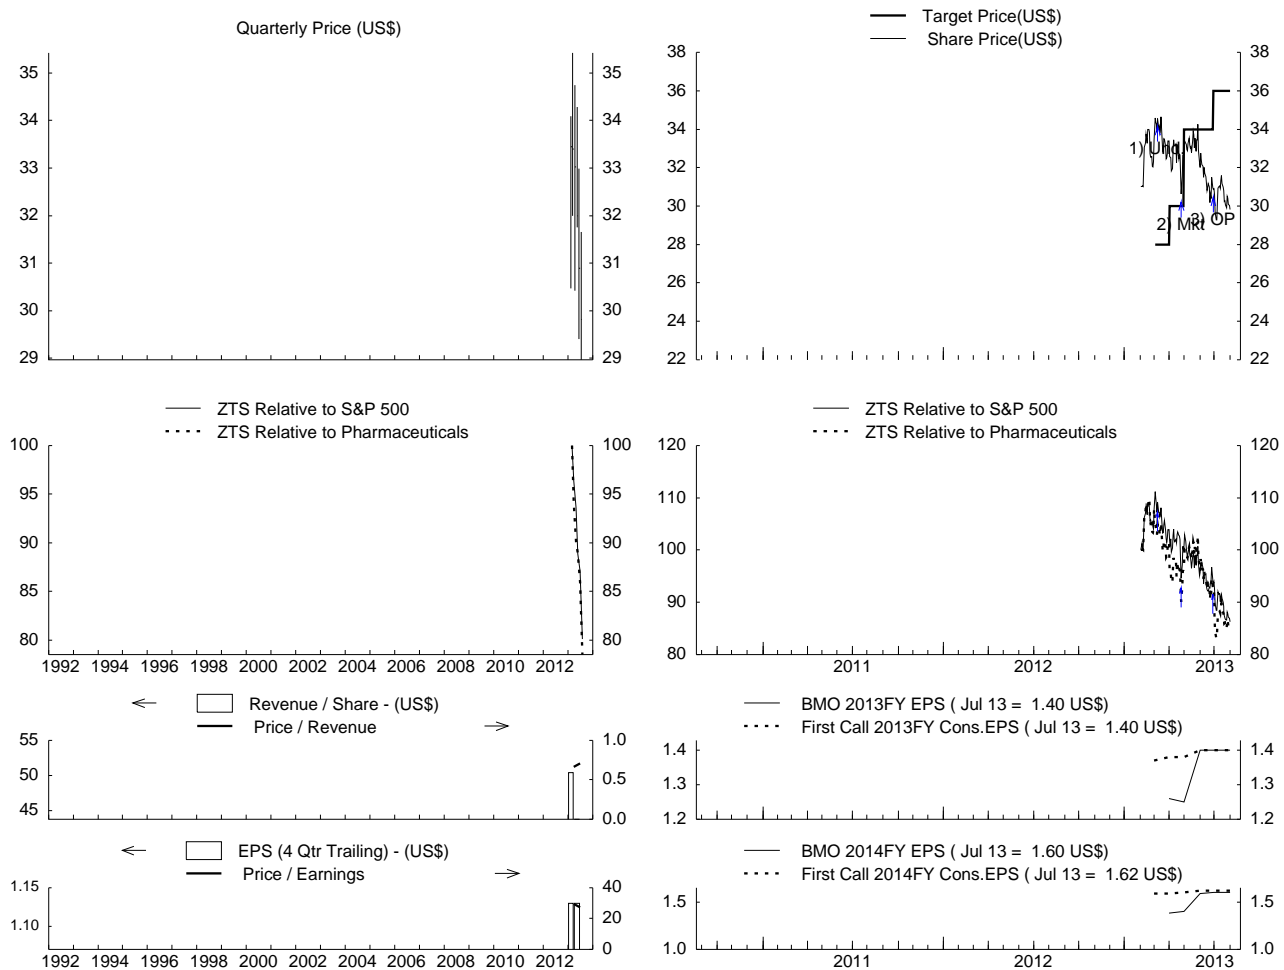 Quarterly Price (US$)
35 35
34 34
33 33
32 32
31 31
30 30
29 29
Target Price(US$)
Share Price(US$)
38 38
36 36
34 34
32 32
30 30
28 28
26 26
24 24
22 22
2) Mkt
3) OP
ZTS Relative to S&P 500
ZTS Relative to Pharmaceuticals
100 100
95 95
90 90
85 85
80 80
1992 1994 1996 1998 2000 2002 2004 2006 2008 2010 2012
ZTS Relative to S&P 500
ZTS Relative to Pharmaceuticals
120 120
110 110
100 100
90 90
80 80
2011 2012 2013
Revenue / Share - (US$)
Price / Revenue
55 1.0
50 0.5
45 0.0
BMO 2013FY EPS ( Jul 13 = 1.40 US$)
First Call 2013FY Cons.EPS ( Jul 13 = 1.40 US$)
1.4 1.4
1.3 1.3
1.2 1.2
EPS (4 Qtr Trailing) - (US$)
Price / Earnings
1.15 40
1.10 20
0
1992 1994 1996 1998 2000 2002 2004 2006 2008 2010 2012
BMO 2014FY EPS ( Jul 13 = 1.60 US$)
First Call 2014FY Cons.EPS ( Jul 13 = 1.62 US$)
1.5 1.5
1.0 1.0
2011 2012 2013